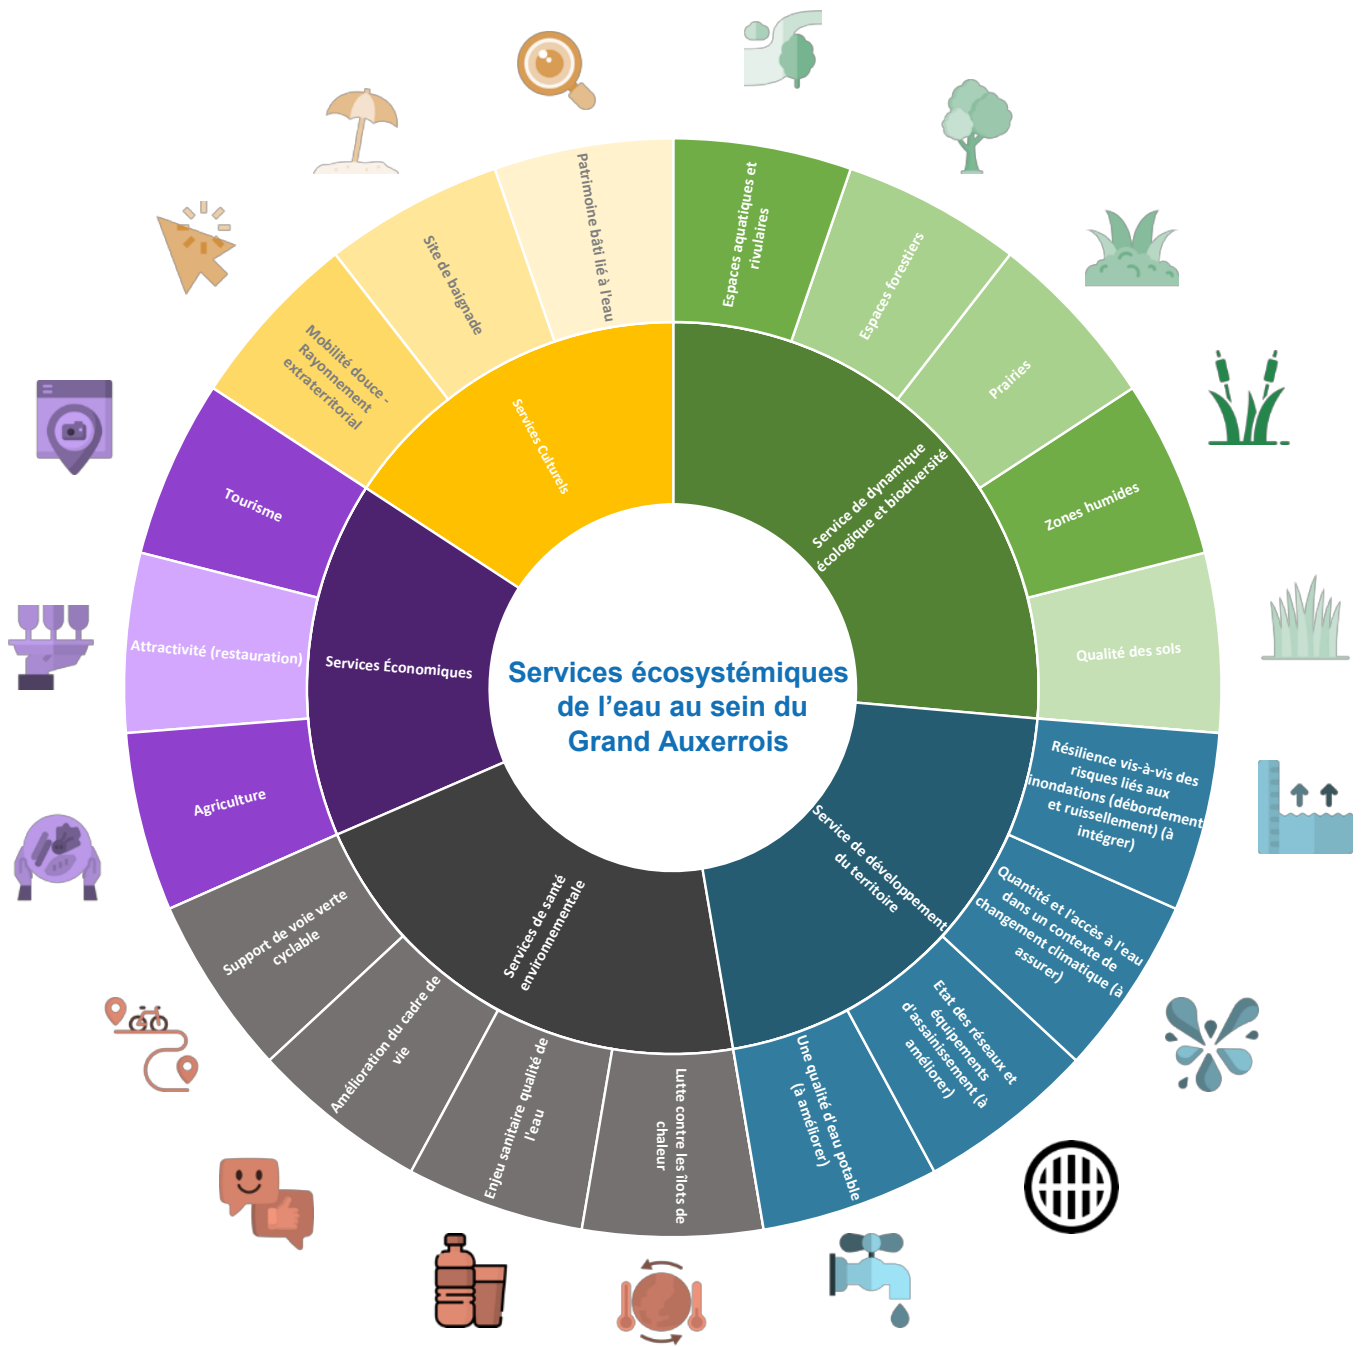 Services écosystémiques
de l'eau au sein du
Grand Auxerrois
Service de dynamique
écologique et biodiversité
Espaces aquatiques et
rivulaires
Espaces forestiers
Prairies
Zones humides
Qualité des sols
Service de développement
du territoire
Résilience vis-à-vis des
risques liés aux
inondations (débordement
et ruissellement) (à
intégrer)
Quantité et l'accès à l'eau
dans un contexte de
changement climatique (à
assurer)
Etat des réseaux et
équipements
d'assainissement (à
améliorer)
Une qualité d'eau potable
(à améliorer)
Services de santé
environnementale
Lutte contre les îlots de
chaleur
Enjeu sanitaire qualité de
l'eau
Amélioration du cadre de
vie
Support de voie verte
cyclable
Services Économiques
Agriculture
Attractivité (restauration)
Tourisme
Services Culturels
Mobilité douce -
Rayonnement
extraterritorial
Site de baignade
Patrimoine bâti lié à l'eau